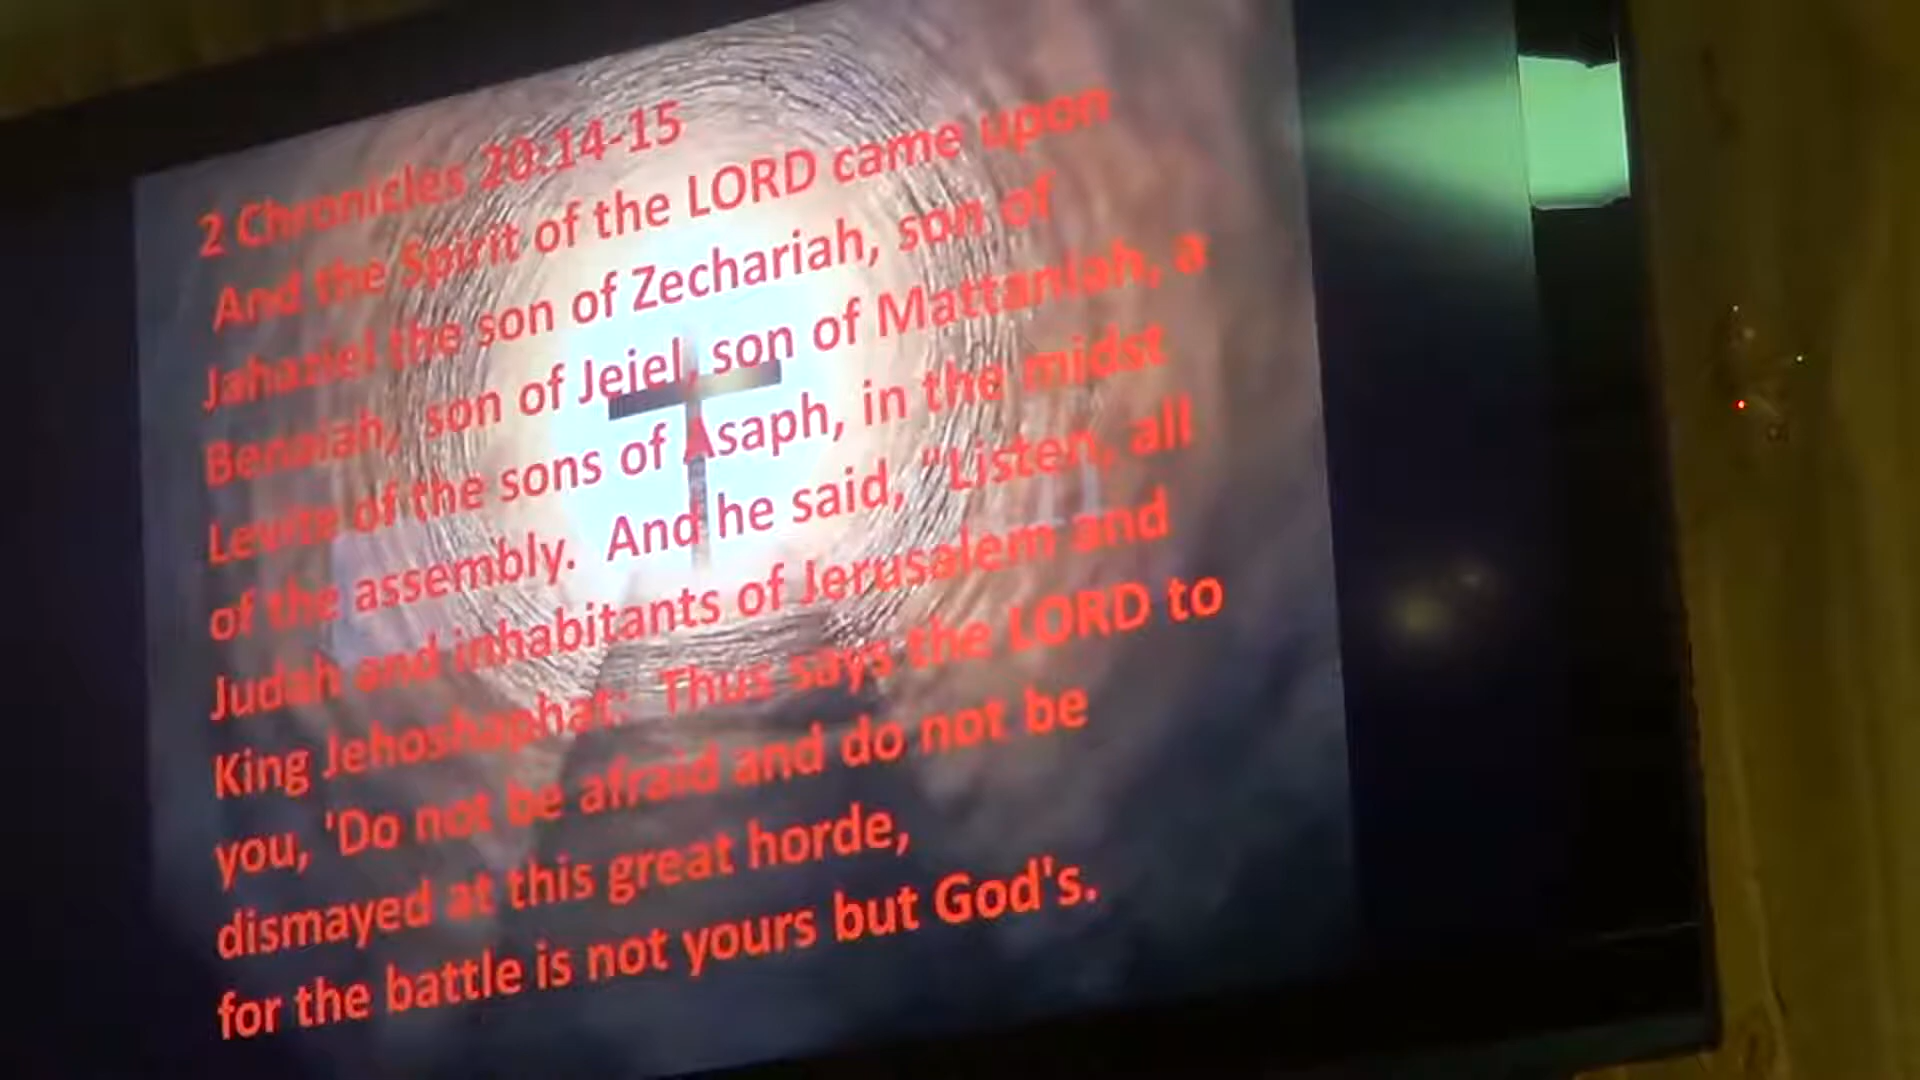 2 Chronicles 20:14-15
And the Spirit of the LORD came upon
Jahaziel the son of Zechariah, son of
Benaiah, son of Jeiel, son of Mattaniah, a
Levite of the sons of Asaph, in the midst
of the assembly. And he said, "Listen, all
Judah and inhabitants of Jerusalem and
King Jehoshaphat: Thus says the LORD to
you, 'Do not be afraid and do not be
dismayed at this great horde,
for the battle is not yours but God's.